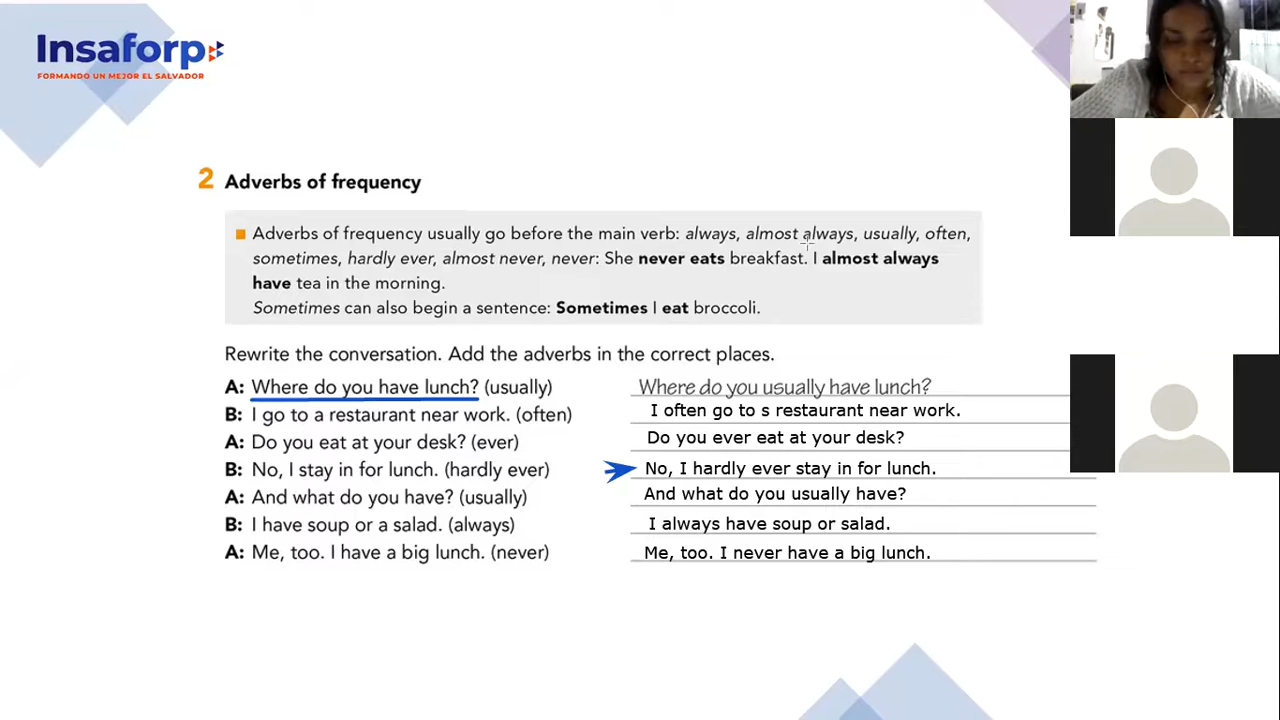 Insaforp
FORMANDO UN MEJOR EL SALVADOR
2 Adverbs of frequency
Adverbs of frequency usually go before the main verb: always, almost always, usually, often,
sometimes, hardly ever, almost never, never: She never eats breakfast. I almost always
have tea in the morning.
Sometimes can also begin a sentence: Sometimes I eat broccoli.
Rewrite the conversation. Add the adverbs in the correct places.
A: Where do you have lunch? (usually) Where do you usually have lunch?
B: I go to a restaurant near work. (often) I often go to s restaurant near work.
A: Do you eat at your desk? (ever) Do you ever eat at your desk?
B: No, I stay in for lunch. (hardly ever) No, I hardly ever stay in for lunch.
A: And what do you have? (usually) And what do you usually have?
B: I have soup or a salad. (always) I always have soup or salad.
A: Me, too. I have a big lunch. (never) Me, too. I never have a big lunch.